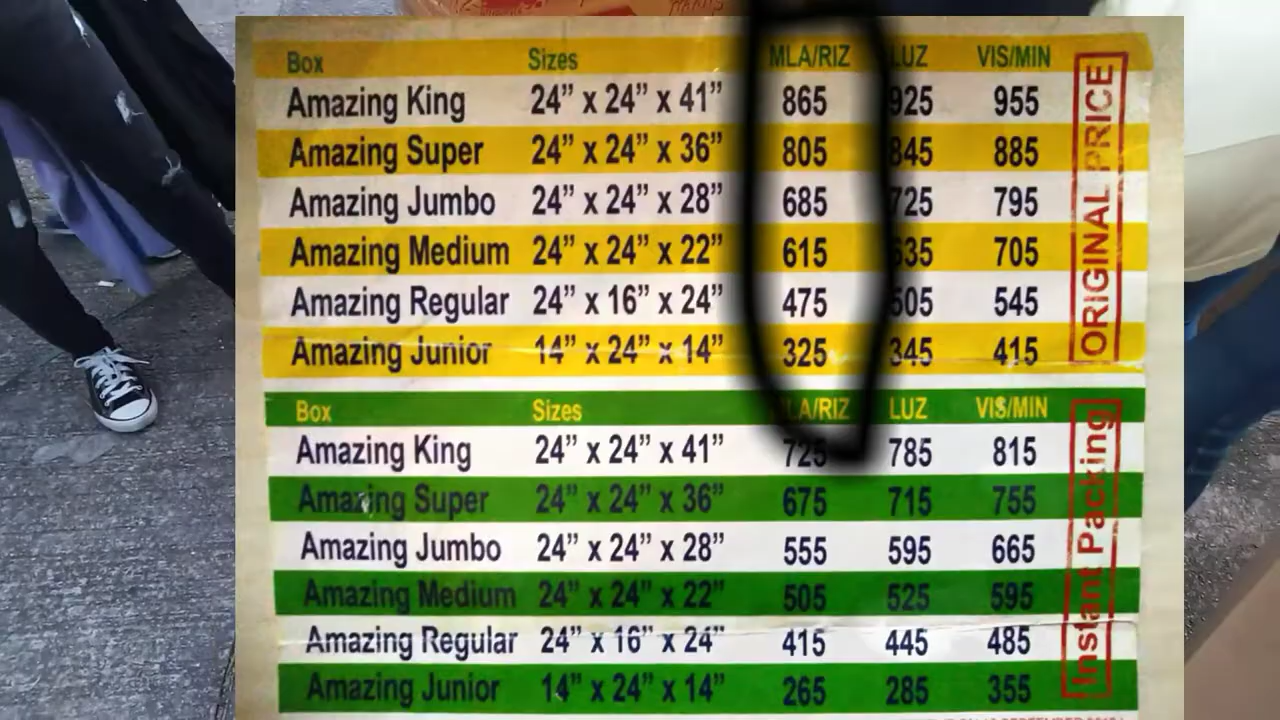 Box Sizes MLA/RIZ LUZ VIS/MIN
Amazing King 24” x 24” x 41” 865 925 955
Amazing Super 24” x 24” x 36” 805 845 885
Amazing Jumbo 24” x 24” x 28” 685 725 795
Amazing Medium 24” x 24” x 22” 615 635 705
Amazing Regular 24” x 16” x 24” 475 505 545
Amazing Junior 14” x 24” x 14” 325 345 415
ORIGINAL PRICE
Box Sizes MLA/RIZ LUZ VIS/MIN
Amazing King 24” x 24” x 41” 725 785 815
Amazing Super 24” x 24” x 36” 675 715 755
Amazing Jumbo 24” x 24” x 28” 555 595 665
Amazing Medium 24” x 24” x 22” 505 525 595
Amazing Regular 24” x 16” x 24” 415 445 485
Amazing Junior 14” x 24” x 14” 265 285 355
Instant Packing